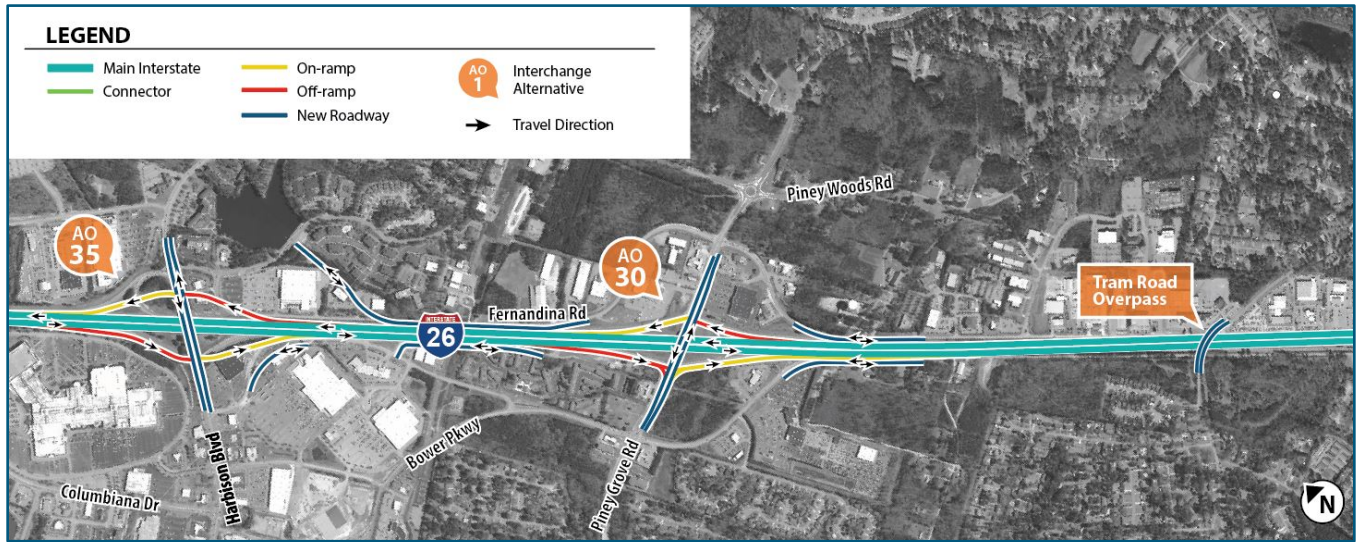 LEGEND
Main Interstate
Connector
On-ramp
Off-ramp
New Roadway
AO
1
Interchange
Alternative
Travel Direction
Piney Woods Rd
AO
35
AO
30
Tram Road
Overpass
Fernandina Rd
INTERSTATE
26
Harbison Blvd
Bower Pkwy
Piney Grove Rd
Columbiana Dr
N